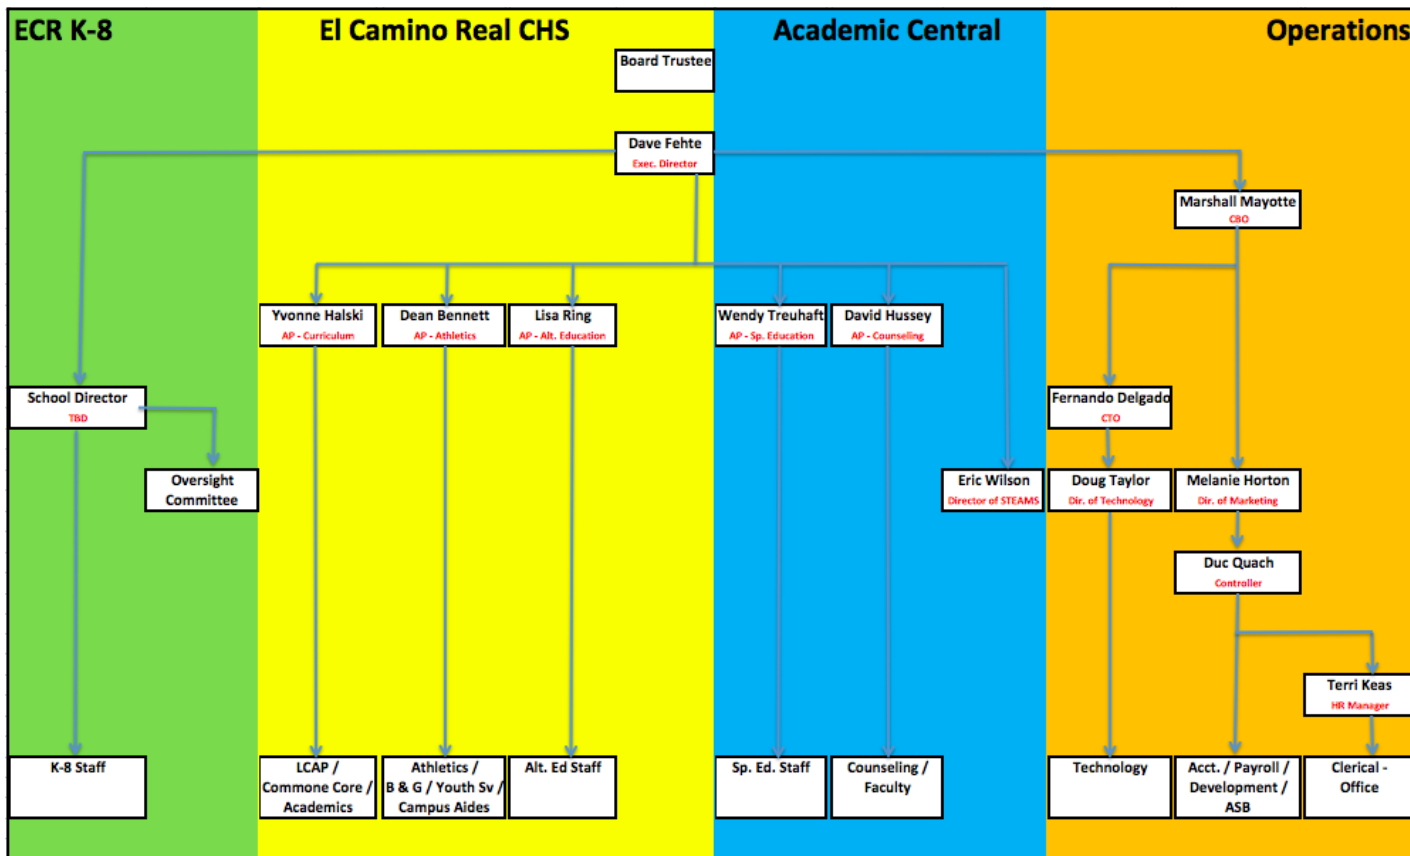 ECR K-8
El Camino Real CHS
Academic Central
Operations
Board Trustee
Dave Fehte
Exec. Director
Marshall Mayotte
CBO
Yvonne Halski
AP - Curriculum
Dean Bennett
AP - Athletics
Lisa Ring
AP - Alt. Education
Wendy Treuhaft
AP - Sp. Education
David Hussey
AP - Counseling
School Director
TBD
Fernando Delgado
CTO
Oversight
Committee
Eric Wilson
Director of STEAMS
Doug Taylor
Dir. of Technology
Melanie Horton
Dir. of Marketing
Duc Quach
Controller
Terri Keas
HR Manager
K-8 Staff
LCAP /
Commone Core /
Academics
Athletics /
B & G / Youth Sv /
Campus Aides
Alt. Ed Staff
Sp. Ed. Staff
Counseling /
Faculty
Technology
Acct. / Payroll /
Development /
ASB
Clerical -
Office